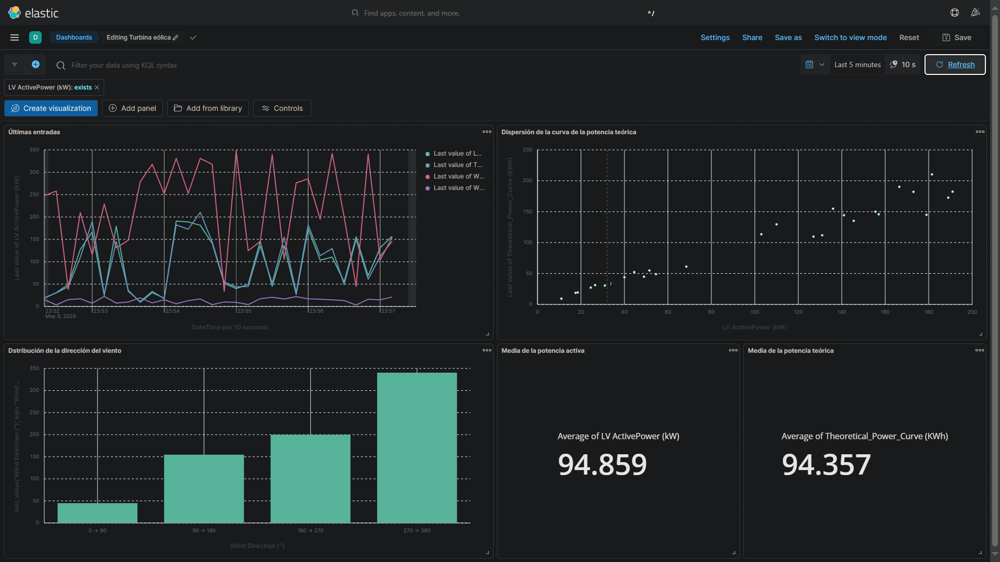 elastic
Find apps, content, and more.
^/
D
Dashboards
Editing Turbina eólica
Settings
Share
Save as
Switch to view mode
Reset
Save
Filter your data using KQL syntax
Last 5 minutes
10 s
Refresh
LV ActivePower (kW): exists ×
Create visualization
Add panel
Add from library
Controls
Últimas entradas
Last value of LV ActivePower (kW)
350
300
250
200
150
100
50
0
23:52
May 6, 2024
23:53
23:54
23:55
23:56
23:57
DateTime per 10 seconds
Last value of L...
Last value of T...
Last value of W...
Last value of W...
Dispersión de la curva de la potencia teórica
Last value of Theoretical_Power_Curve (KWh)
250
200
150
100
50
0
0
20
40
60
80
100
120
140
160
180
200
LV ActivePower (kW)
Dstribución de la dirección del viento
last_value('Wind Direction (°)', kql='"Wind ...
350
300
250
200
150
100
50
0
0 → 90
90 → 180
180 → 270
270 → 360
Wind Direction (°)
Media de la potencia activa
Average of LV ActivePower (kW)
94.859
Media de la potencia teórica
Average of Theoretical_Power_Curve (KWh)
94.357